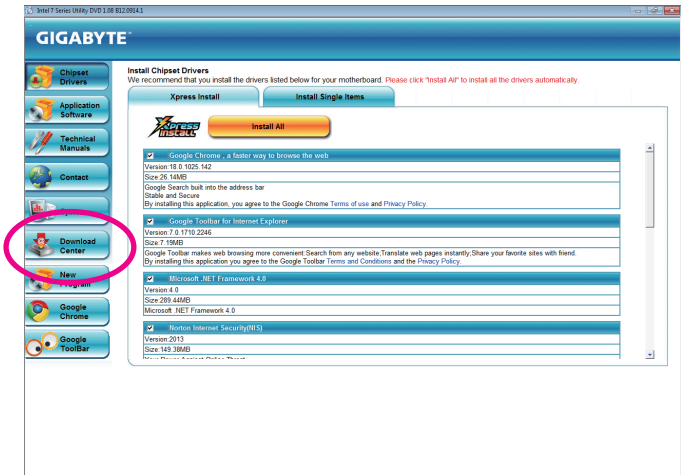 Intel 7 Series Utility DVD 1.08 B12.0914.1
GIGABYTE™
Chipset
Drivers
Application
Software
Technical
Manuals
Contact
Download
Center
New
Program
Google
Chrome
Google
ToolBar
Install Chipset Drivers
We recommend that you install the drivers listed below for your motherboard. Please click "Install All" to install all the drivers automatically.
Xpress Install
Install Single Items
Xpress
Install
Install All
Google Chrome , a faster way to browse the web
Version:18.0.1025.142
Size:26.14MB
Google Search built into the address bar
Stable and Secure
By installing this application, you agree to the Google Chrome Terms of use and Privacy Policy.
Google Toolbar for Internet Explorer
Version:7.0.1710.2246
Size:7.19MB
Google Toolbar makes web browsing more convenient:Search from any website,Translate web pages instantly;Share your favorite sites with friend.
By installing this application you agree to the Google Toolbar Terms and Conditions and the Privacy Policy.
Microsoft .NET Framework 4.0
Version:4.0
Size:289.44MB
Microsoft .NET Framework 4.0
Norton Internet Security(NIS)
Version:2013
Size:149.38MB